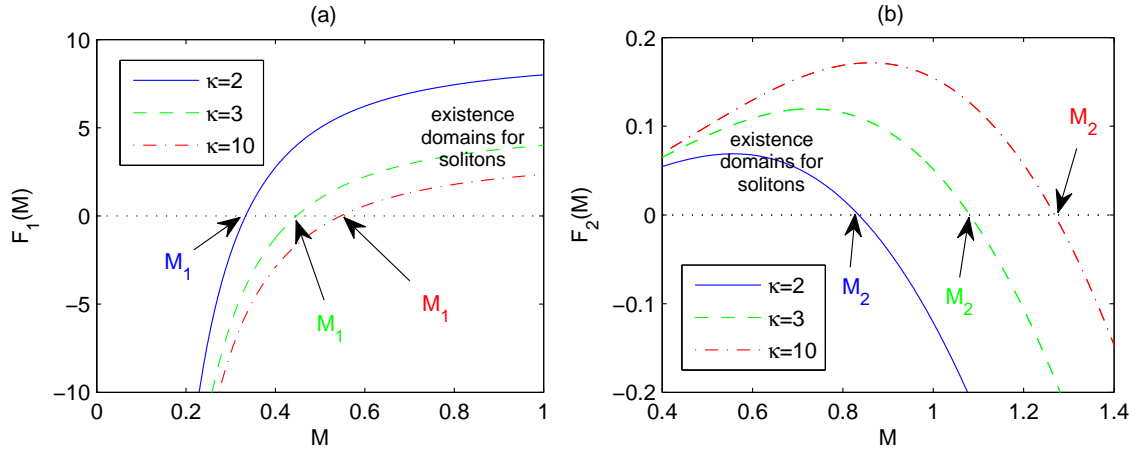 (a)
10
5
0
−5
−10
0
0.2
0.4
0.6
0.8
1
M
F1(M)
κ=2
κ=3
κ=10
existence
domains for
solitons
M1
M1
M1
(b)
0.2
0.1
0
−0.1
−0.2
0.4
0.6
0.8
1
1.2
1.4
M
F2(M)
existence
domains for
solitons
M2
M2
M2
κ=2
κ=3
κ=10